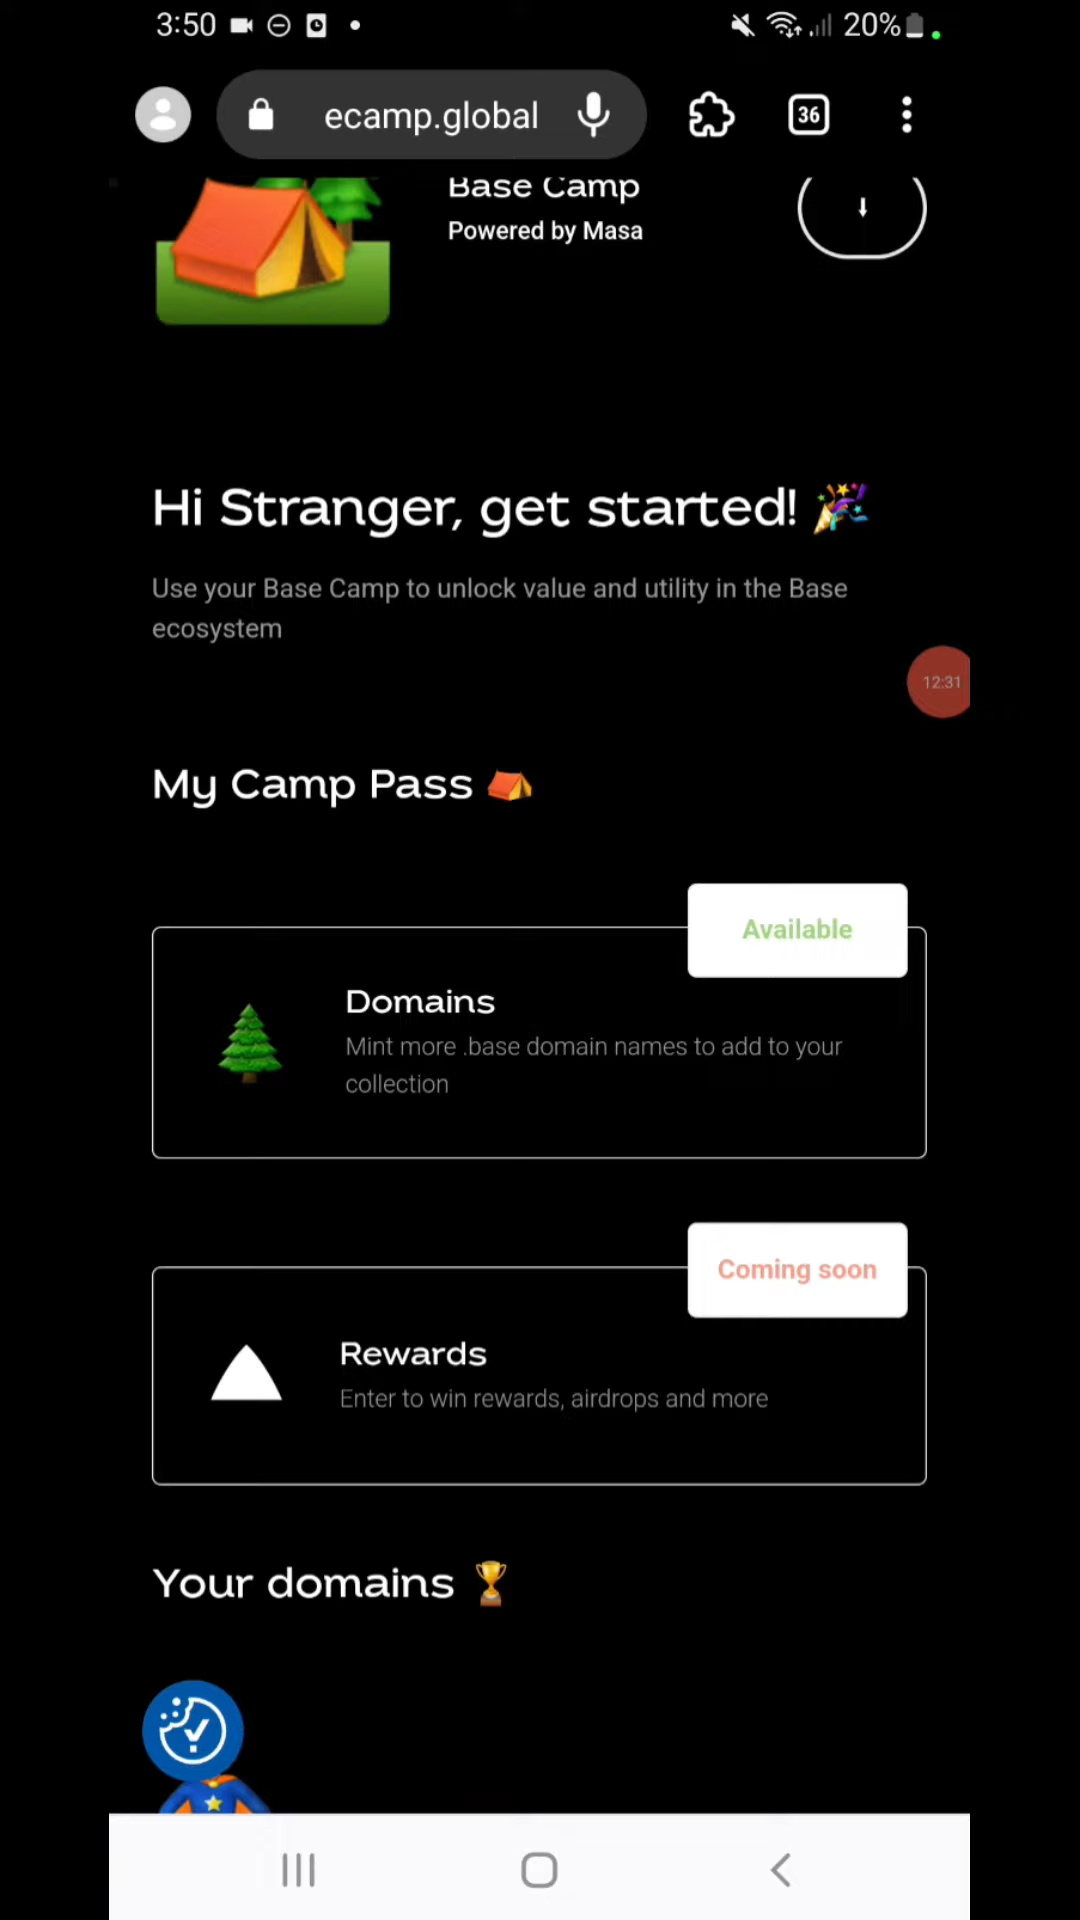 3:50
20%
ecamp.global
36
Base Camp
Powered by Masa
Hi Stranger, get started!
Use your Base Camp to unlock value and utility in the Base
ecosystem
12:31
My Camp Pass
Available
Domains
Mint more .base domain names to add to your
collection
Coming soon
Rewards
Enter to win rewards, airdrops and more
Your domains